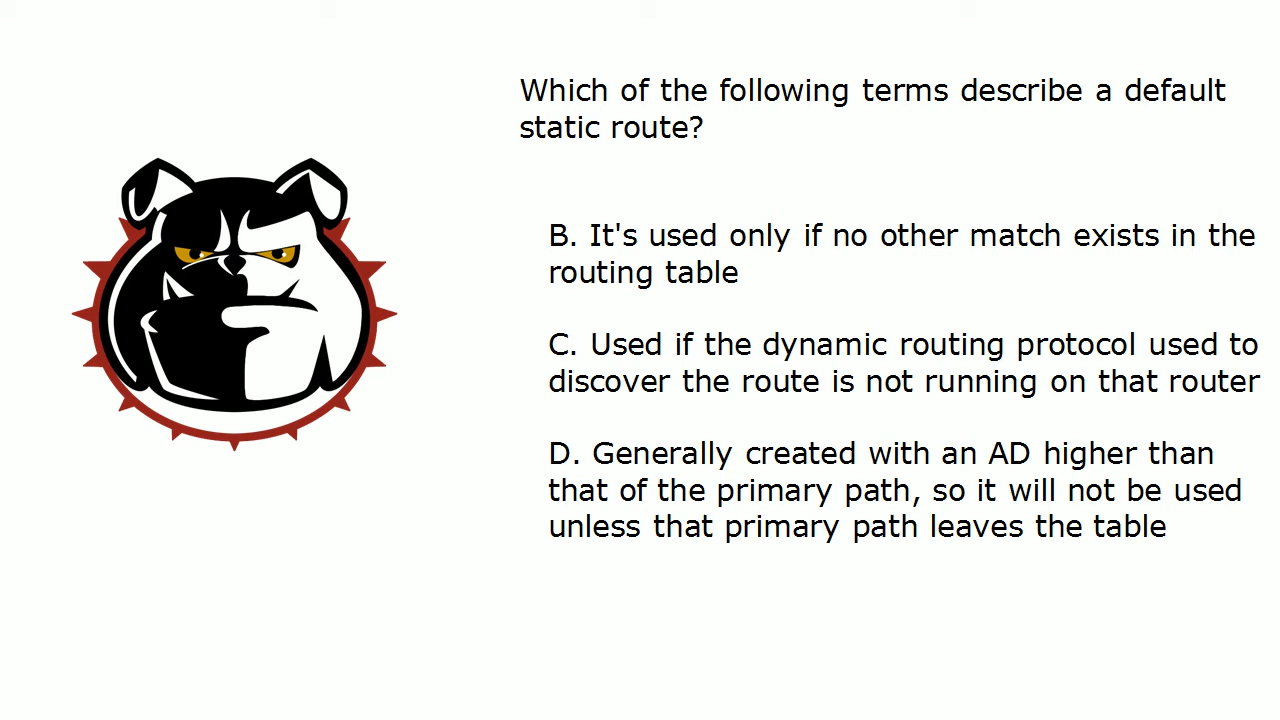 Which of the following terms describe a default
static route?
B. It's used only if no other match exists in the
routing table
C. Used if the dynamic routing protocol used to
discover the route is not running on that router
D. Generally created with an AD higher than
that of the primary path, so it will not be used
unless that primary path leaves the table